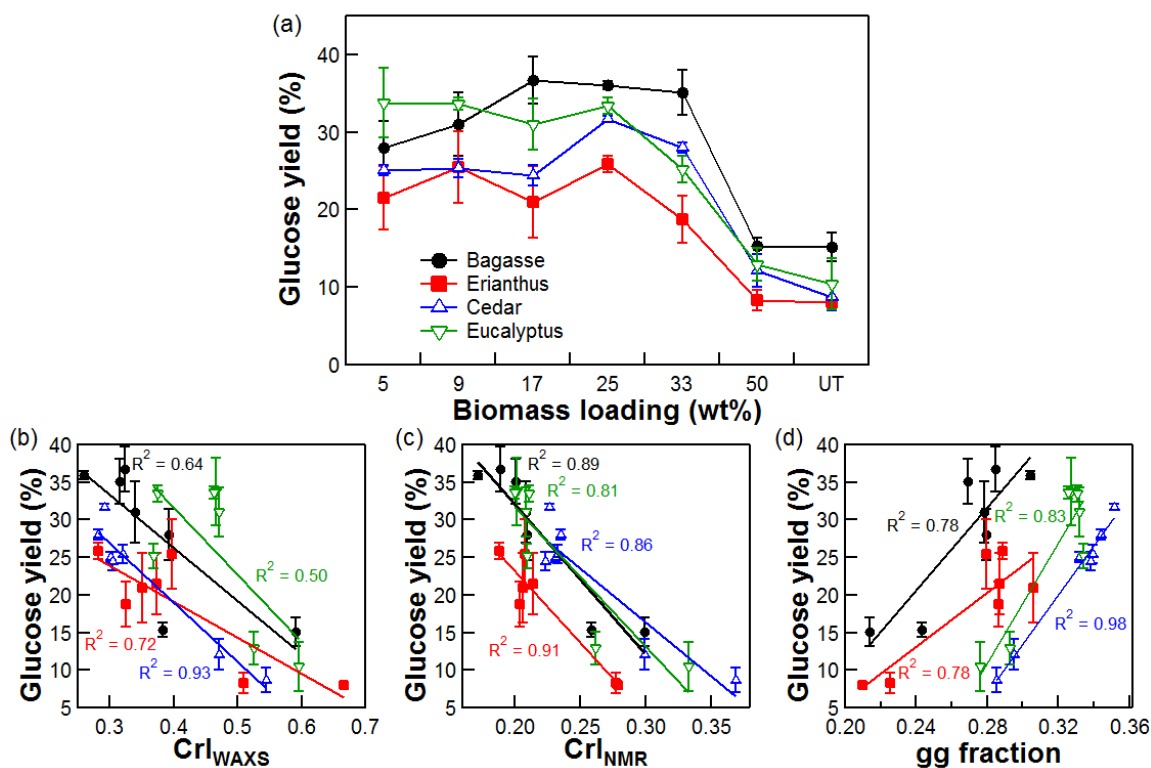 (a)
Glucose yield (%)
40
30
20
10
0
Bagasse
Erianthus
Cedar
Eucalyptus
5 9 17 25 33 50 UT
Biomass loading (wt%)
(b)
Glucose yield (%)
40
35
30
25
20
15
10
5
R² = 0.64
R² = 0.50
R² = 0.72
R² = 0.93
0.3 0.4 0.5 0.6 0.7
CrI_WAXS
(c)
Glucose yield (%)
40
35
30
25
20
15
10
5
R² = 0.89
R² = 0.81
R² = 0.86
R² = 0.91
0.20 0.25 0.30 0.35
CrI_NMR
(d)
Glucose yield (%)
40
35
30
25
20
15
10
5
R² = 0.78
R² = 0.83
R² = 0.98
R² = 0.78
0.20 0.24 0.28 0.32 0.36
gg fraction